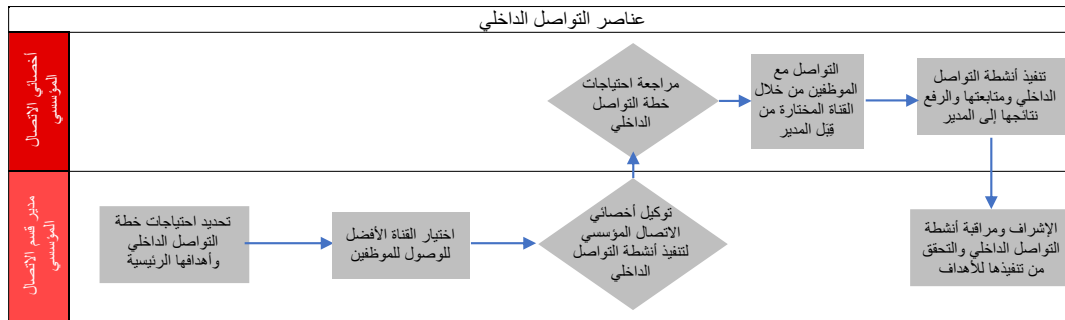 عناصر التواصل الداخلي
أخصائي الاتصال
المؤسسي
مراجعة احتياجات
خطة التواصل
الداخلي
التواصل مع
الموظفين من خلال
القناة المختارة من
قِبَل المدير
تنفيذ أنشطة التواصل
الداخلي ومتابعتها والرفع
نتائجها إلى المدير
مدير قسم الاتصال
المؤسسي
تحديد احتياجات خطة
التواصل الداخلي
وأهدافها الرئيسية
اختيار القناة الأفضل
للوصول للموظفين
توكيل أخصائي
الاتصال المؤسسي
لتنفيذ أنشطة التواصل
الداخلي
الإشراف ومراقبة أنشطة
التواصل الداخلي والتحقق
من تنفيذها للأهداف